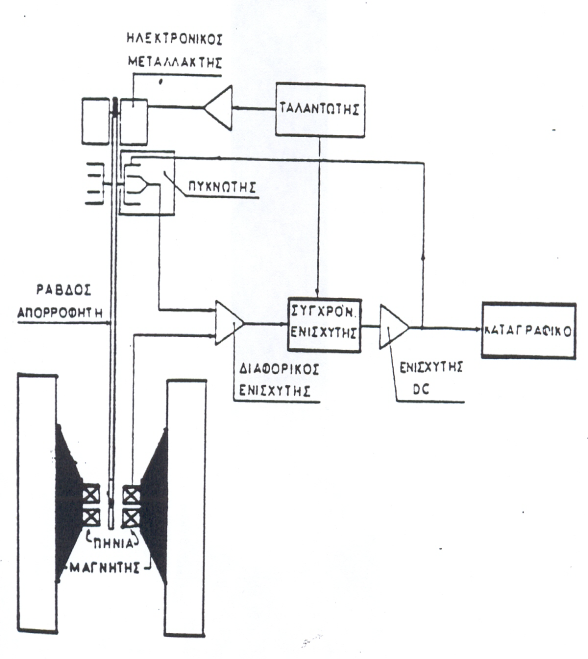 ΗΛΕΚΤΡΟΝΙΚΟΣ
ΜΕΤΑΛΛΑΚΤΗΣ
ΤΑΛΑΝΤΩΤΗΣ
ΠΥΚΝΩΤΗΣ
ΡΑΒΔΟΣ
ΑΠΟΡΡΟΦΗΤΗ
ΣΥΓΧΡΟΝ.
ΕΝΙΣΧΥΤΗΣ
ΚΑΤΑΓΡΑΦΙΚΟ
ΔΙΑΦΟΡΙΚΟΣ
ΕΝΙΣΧΥΤΗΣ
ΕΝΙΣΧΥΤΗΣ
DC
ΠΗΝΙΑ
ΜΑΓΝΗΤΗΣ